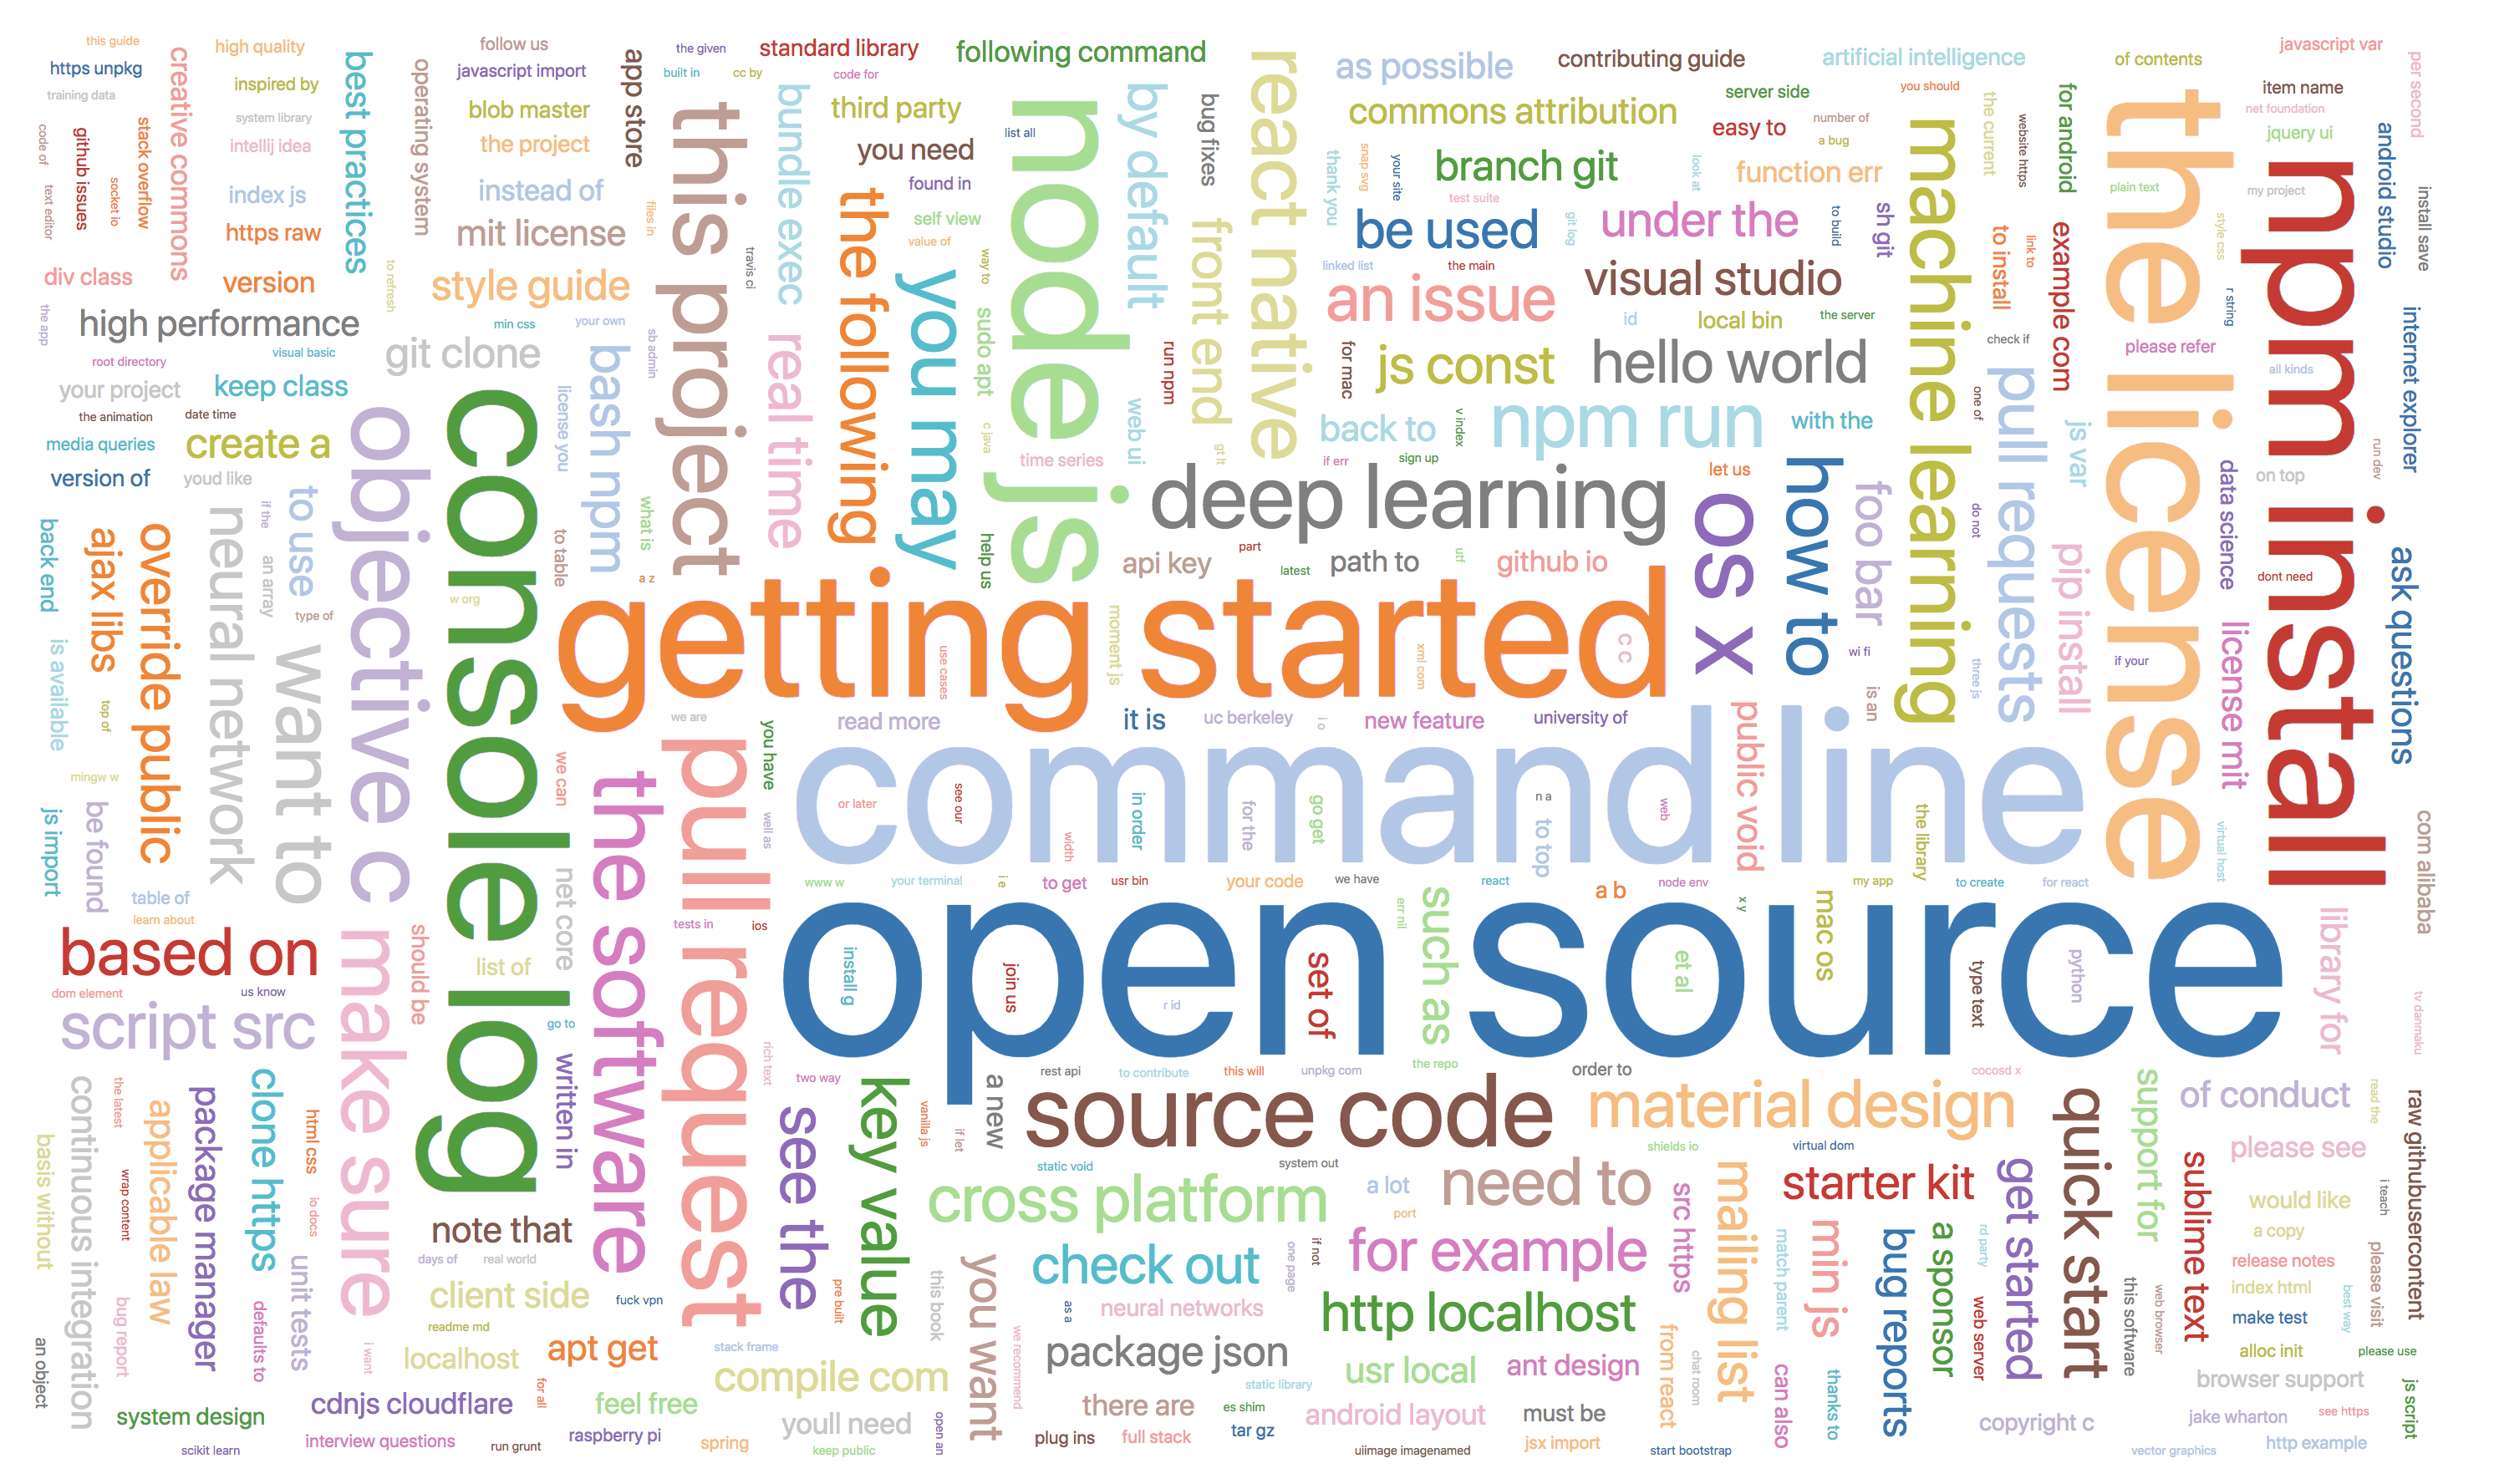 this guide
high quality
follow us
the given
standard library
following command
as possible
contributing guide
artificial intelligence
of contents
javascript var
per second
https unpkg
creative commons
inspired by
best practices
operating system
javascript import
app store
built in
cc by
code for
react native
training data
blob master
bundle exec
third party
node js
by default
bug fixes
commons attribution
server side
you should
the current
for android
the license
item name
net foundation
code of
github issues
stack overflow
system library
intellij idea
the project
this project
you need
list all
easy to
number of
a bug
website https
machine learning
jquery ui
android studio
text editor
socket io
index js
instead of
files in
the following
found in
thank you
snap svg
your site
branch git
look at
function err
plain text
my project
npm install
install save
https raw
mit license
self view
value of
front end
test suite
be used
git log
under the
to build
sh git
to install
link to
example com
style css
div class
version
to refresh
style guide
travis ci
you may
way to
linked list
the main
visual studio
an issue
r string
the app
high performance
min css
your own
sb admin
real time
sudo apt
run npm
id
local bin
the server
check if
please refer
internet explorer
root directory
visual basic
git clone
bash npm
for mac
js const
hello world
pull requests
all kinds
your project
keep class
license you
web ui
npm run
one of
the animation
date time
objective c
console log
c java
back to
v index
with the
js var
media queries
create a
time series
gt lt
if err
sign up
let us
how to
data science
run dev
version of
youd like
to use
if the
what is
deep learning
os x
foo bar
do not
on top
back end
ajax libs
override public
neural network
an array
to table
help us
api key
part
latest
path to
utf
github io
pip install
dont need
ask questions
a z
w org
getting started
type of
want to
moment js
use cases
xml com
c c
wi fi
if your
license mit
is available
top of
we are
you have
read more
it is
uc berkeley
i o
new feature
university of
public void
is an
three js
mingw w
we can
the software
pull request
command line
js import
be found
well as
or later
see our
width
in order
for the
go get
n a
to top
web
the library
virtual host
com alibaba
table of
net core
www w
your terminal
i e
to get
usr bin
your code
we have
react
a b
node env
x y
my app
to create
for react
learn about
make sure
should be
tests in
ios
open source
err nil
such as
mac os
library for
based on
list of
install g
join us
r id
set of
et al
type text
python
dom element
us know
script src
go to
written in
rich text
two way
tv danmaku
continuous integration
the latest
applicable law
package manager
clone https
html css
see the
key value
vanilla js
if let
a new
rest api
to contribute
this will
unpkg com
the repo
order to
cocosd x
source code
material design
quick start
support for
of conduct
read the
raw githubusercontent
basis without
wrap content
io docs
static void
system out
shields io
virtual dom
sublime text
please see
cross platform
a lot
need to
src https
mailing list
starter kit
get started
i teach
note that
port
would like
a copy
days of
real world
unit tests
check out
one page
if not
for example
match parent
min js
bug reports
a sponsor
rd party
release notes
please visit
bug report
defaults to
client side
fuck vpn
pre built
this book
you want
as a
neural networks
http localhost
web server
this software
web browser
index html
best way
make test
an object
readme md
i want
localhost
apt get
stack frame
we recommend
package json
from react
chat room
can also
thanks to
alloc init
please use
for all
compile com
static library
usr local
ant design
browser support
js script
system design
cdnjs cloudflare
feel free
there are
es shim
android layout
must be
copyright c
jake wharton
see https
youll need
open an
scikit learn
interview questions
run grunt
raspberry pi
spring
keep public
plug ins
full stack
tar gz
uiimage imagenamed
jsx import
start bootstrap
vector graphics
http example